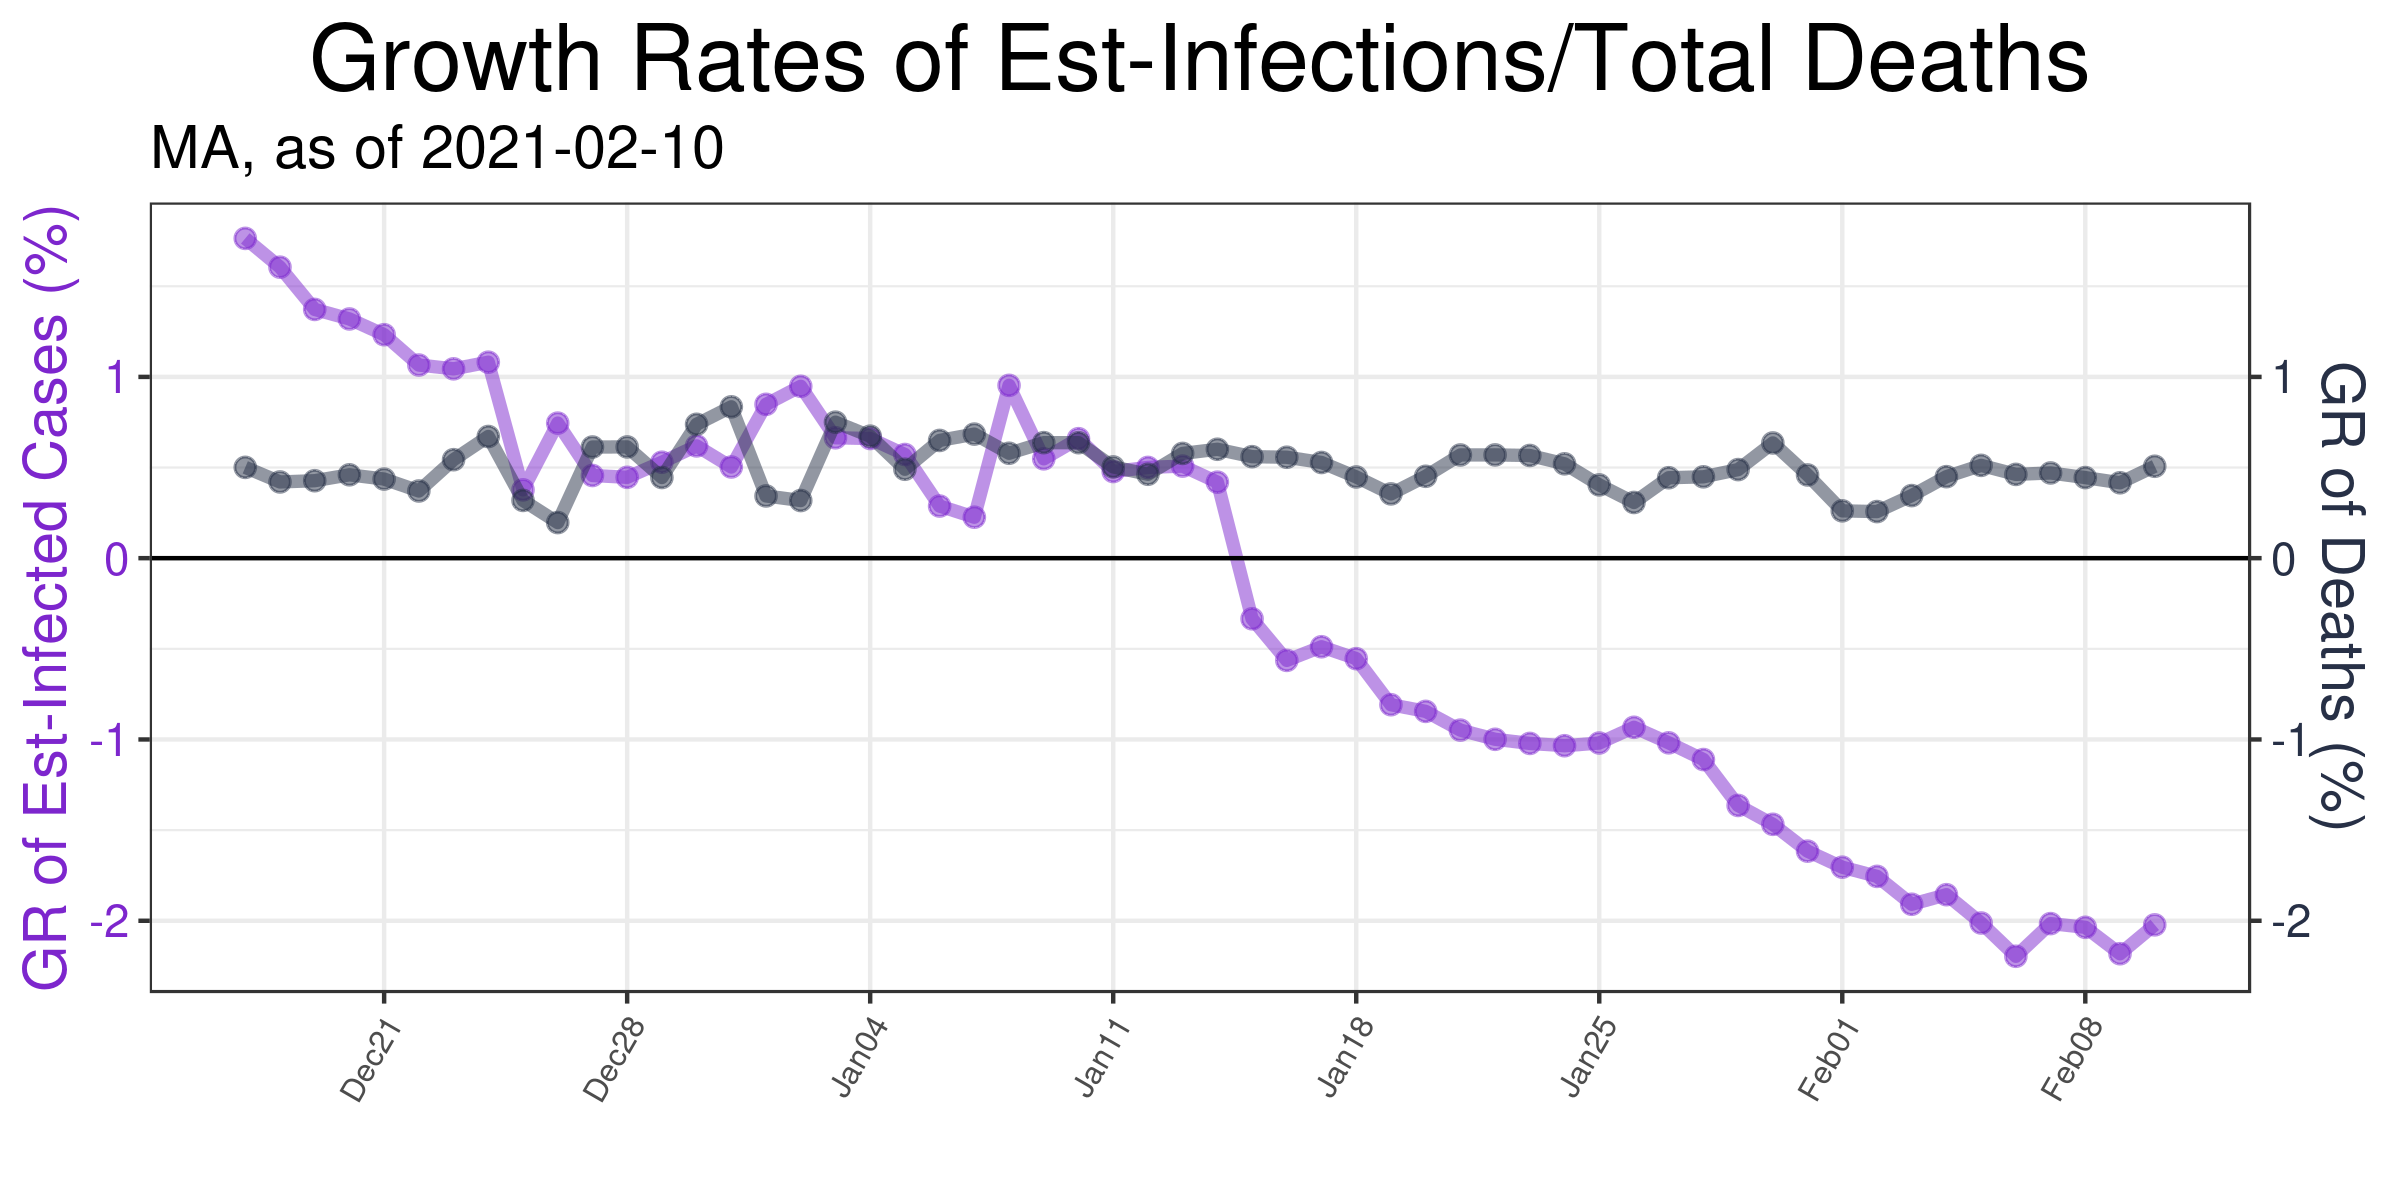 Growth Rates of Est-Infections/Total Deaths
MA, as of 2021-02-10
GR of Est-Infected Cases (%)
1
0
-1
-2
1
0
-1
-2
GR of Deaths (%)
Dec21
Dec28
Jan04
Jan11
Jan18
Jan25
Feb01
Feb08